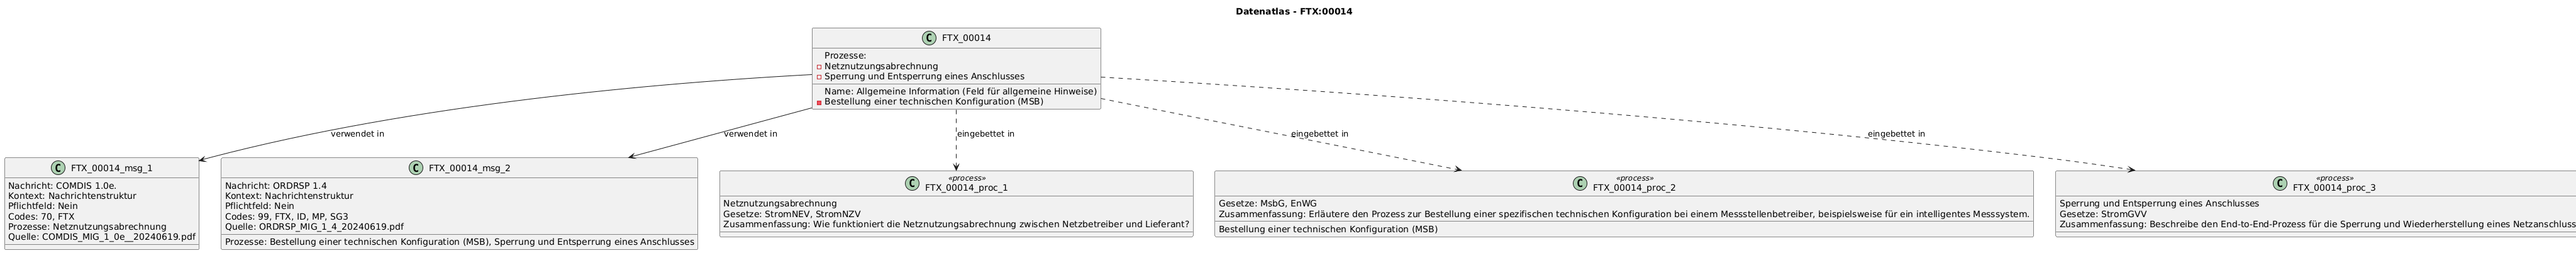 Datenatlas - FTX:00014
C FTX_00014
Prozesse:
Netznutzungsabrechnung
Sperrung und Entsperrung eines Anschlusses
Name: Allgemeine Information (Feld für allgemeine Hinweise)
Bestellung einer technischen Konfiguration (MSB)
verwendet in
verwendet in
eingebettet in
eingebettet in
eingebettet in
C FTX_00014_msg_1
Nachricht: COMDIS 1.0e.
Kontext: Nachrichtenstruktur
Pflichtfeld: Nein
Codes: 70, FTX
Prozesse: Netznutzungsabrechnung
Quelle: COMDIS_MIG_1_0e__20240619.pdf
C FTX_00014_msg_2
Nachricht: ORDRSP 1.4
Kontext: Nachrichtenstruktur
Pflichtfeld: Nein
Codes: 99, FTX, ID, MP, SG3
Quelle: ORDRSP_MIG_1_4_20240619.pdf
Prozesse: Bestellung einer technischen Konfiguration (MSB), Sperrung und Entsperrung eines Anschlusses
«process»
C FTX_00014_proc_1
Netznutzungsabrechnung
Gesetze: StromNEV, StromNZV
Zusammenfassung: Wie funktioniert die Netznutzungsabrechnung zwischen Netzbetreiber und Lieferant?
«process»
C FTX_00014_proc_2
Gesetze: MsbG, EnWG
Zusammenfassung: Erläutere den Prozess zur Bestellung einer spezifischen technischen Konfiguration bei einem Messstellenbetreiber, beispielsweise für ein intelligentes Messsystem.
Bestellung einer technischen Konfiguration (MSB)
«process»
C FTX_00014_proc_3
Sperrung und Entsperrung eines Anschlusses
Gesetze: StromGVV
Zusammenfassung: Beschreibe den End-to-End-Prozess für die Sperrung und Wiederherstellung eines Netzanschluss